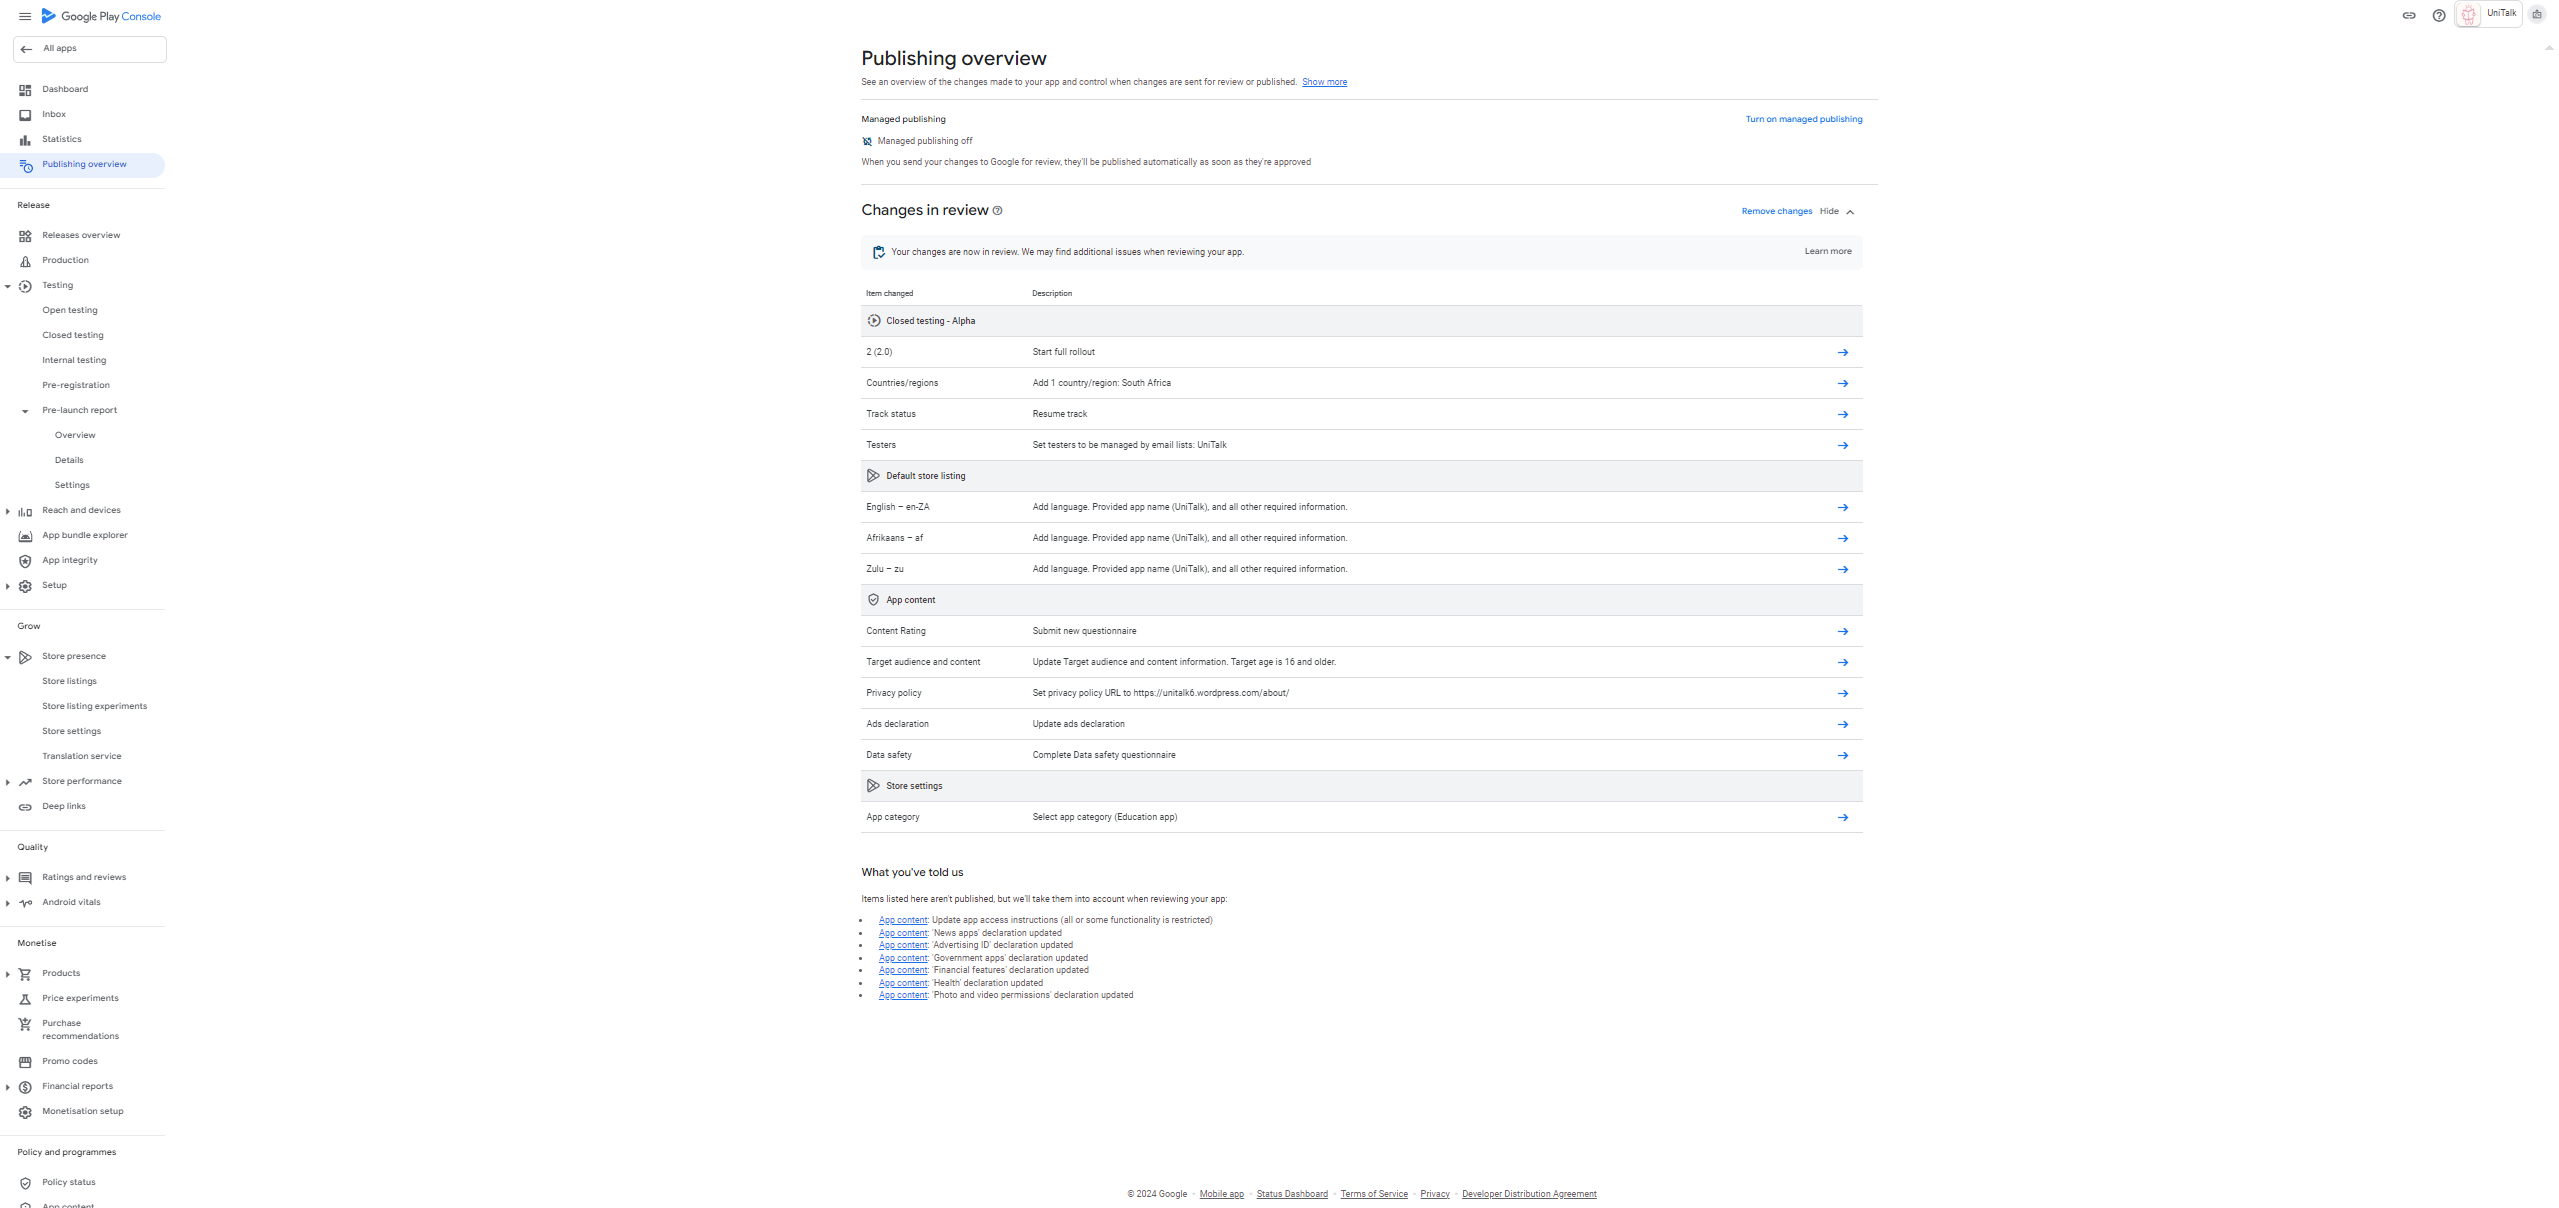 Google Play Console
UniTalk
All apps
Dashboard
Inbox
Statistics
Publishing overview
Release
Releases overview
Production
Testing
Open testing
Closed testing
Internal testing
Pre-registration
Pre-launch report
Overview
Details
Settings
Reach and devices
App bundle explorer
App integrity
Setup
Grow
Store presence
Store listings
Store listing experiments
Store settings
Translation service
Store performance
Deep links
Quality
Ratings and reviews
Android vitals
Monetise
Products
Price experiments
Purchase
recommendations
Promo codes
Financial reports
Monetisation setup
Policy and programmes
Policy status
App content
Publishing overview
See an overview of the changes made to your app and control when changes are sent for review or published. Show more
Managed publishing Turn on managed publishing
Managed publishing off
When you send your changes to Google for review, they'll be published automatically as soon as they're approved
Changes in review Remove changes Hide
Your changes are now in review. We may find additional issues when reviewing your app. Learn more
Item changed Description
Closed testing - Alpha
2 (2.0) Start full rollout
Countries/regions Add 1 country/region: South Africa
Track status Resume track
Testers Set testers to be managed by email lists: UniTalk
Default store listing
English – en-ZA Add language. Provided app name (UniTalk), and all other required information.
Afrikaans – af Add language. Provided app name (UniTalk), and all other required information.
Zulu – zu Add language. Provided app name (UniTalk), and all other required information.
App content
Content Rating Submit new questionnaire
Target audience and content Update Target audience and content information. Target age is 16 and older.
Privacy policy Set privacy policy URL to https://unitalk6.wordpress.com/about/
Ads declaration Update ads declaration
Data safety Complete Data safety questionnaire
Store settings
App category Select app category (Education app)
What you've told us
Items listed here aren't published, but we'll take them into account when reviewing your app:
• App content: Update app access instructions (all or some functionality is restricted)
• App content: 'News apps' declaration updated
• App content: 'Advertising ID' declaration updated
• App content: 'Government apps' declaration updated
• App content: 'Financial features' declaration updated
• App content: 'Health' declaration updated
• App content: 'Photo and video permissions' declaration updated
© 2024 Google · Mobile app · Status Dashboard · Terms of Service · Privacy · Developer Distribution Agreement